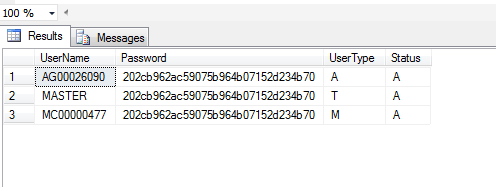 100 %
Results Messages
UserName Password UserType Status
1 AG00026090 202cb962ac59075b964b07152d234b70 A A
2 MASTER 202cb962ac59075b964b07152d234b70 T A
3 MC00000477 202cb962ac59075b964b07152d234b70 M A